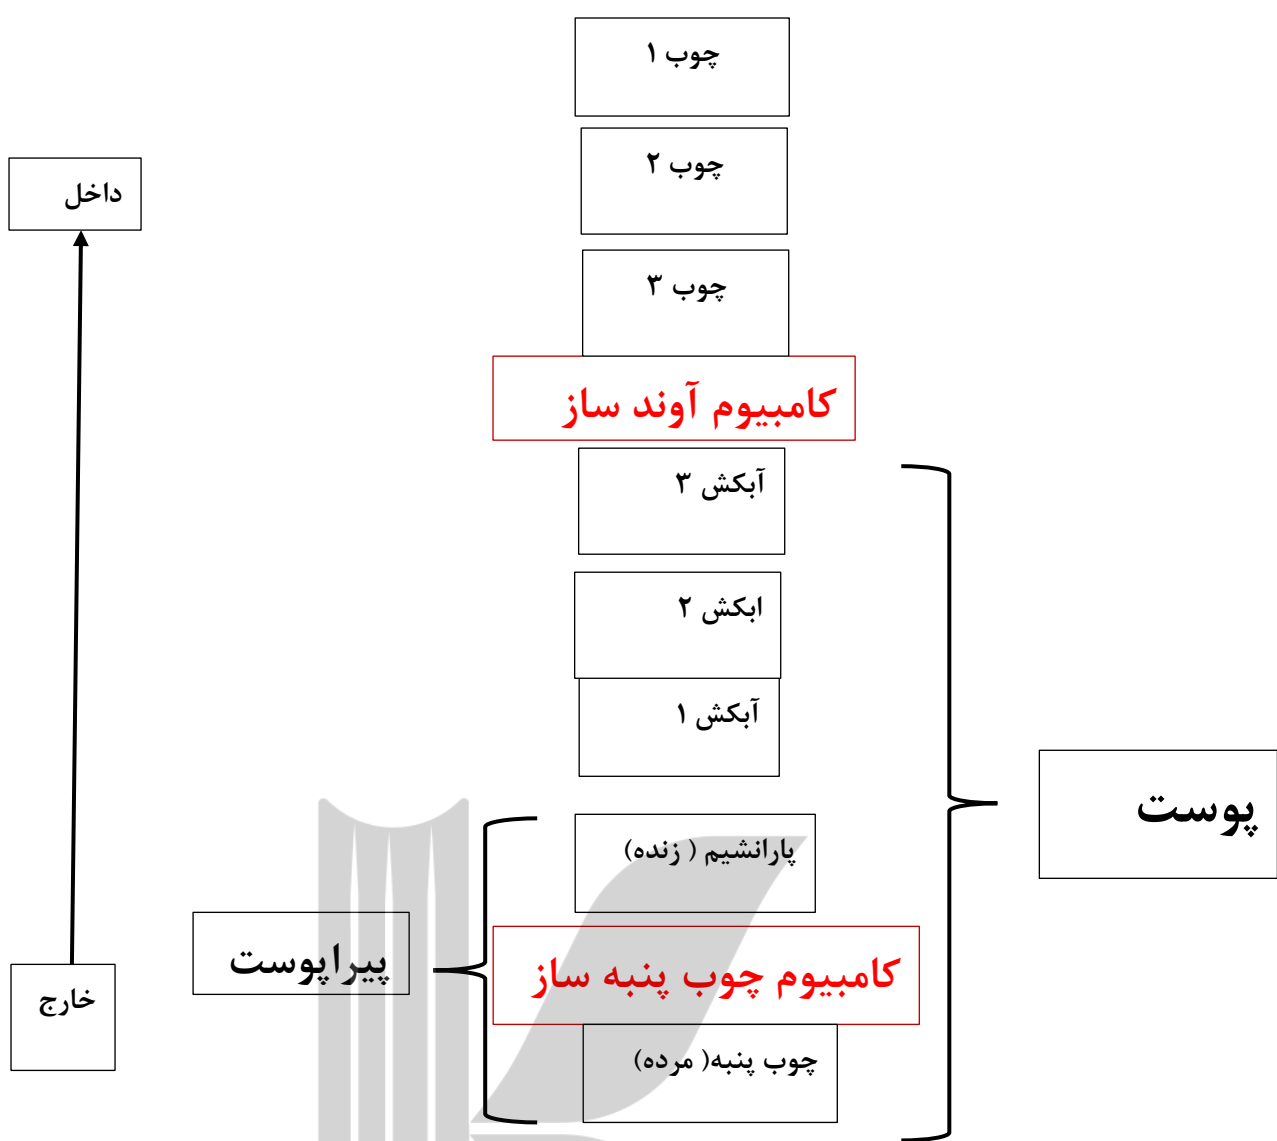 چوب ۱
چوب ۲
داخل
چوب ۳
کامبیوم آوند ساز
آبکش ۳
ابکش ۲
آبکش ۱
پوست
پارانشیم ( زنده)
پیراپوست
کامبیوم چوب پنبه ساز
خارج
چوب پنبه( مرده)